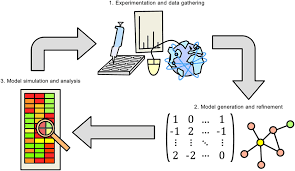 1. Experimentation and data gathering
3. Model simulation and analysis
2. Model generation and refinement
1 0 ... 1
-1 2 ... -1
⋮ ⋮ ⋱ ⋮
2 -2 ... 0